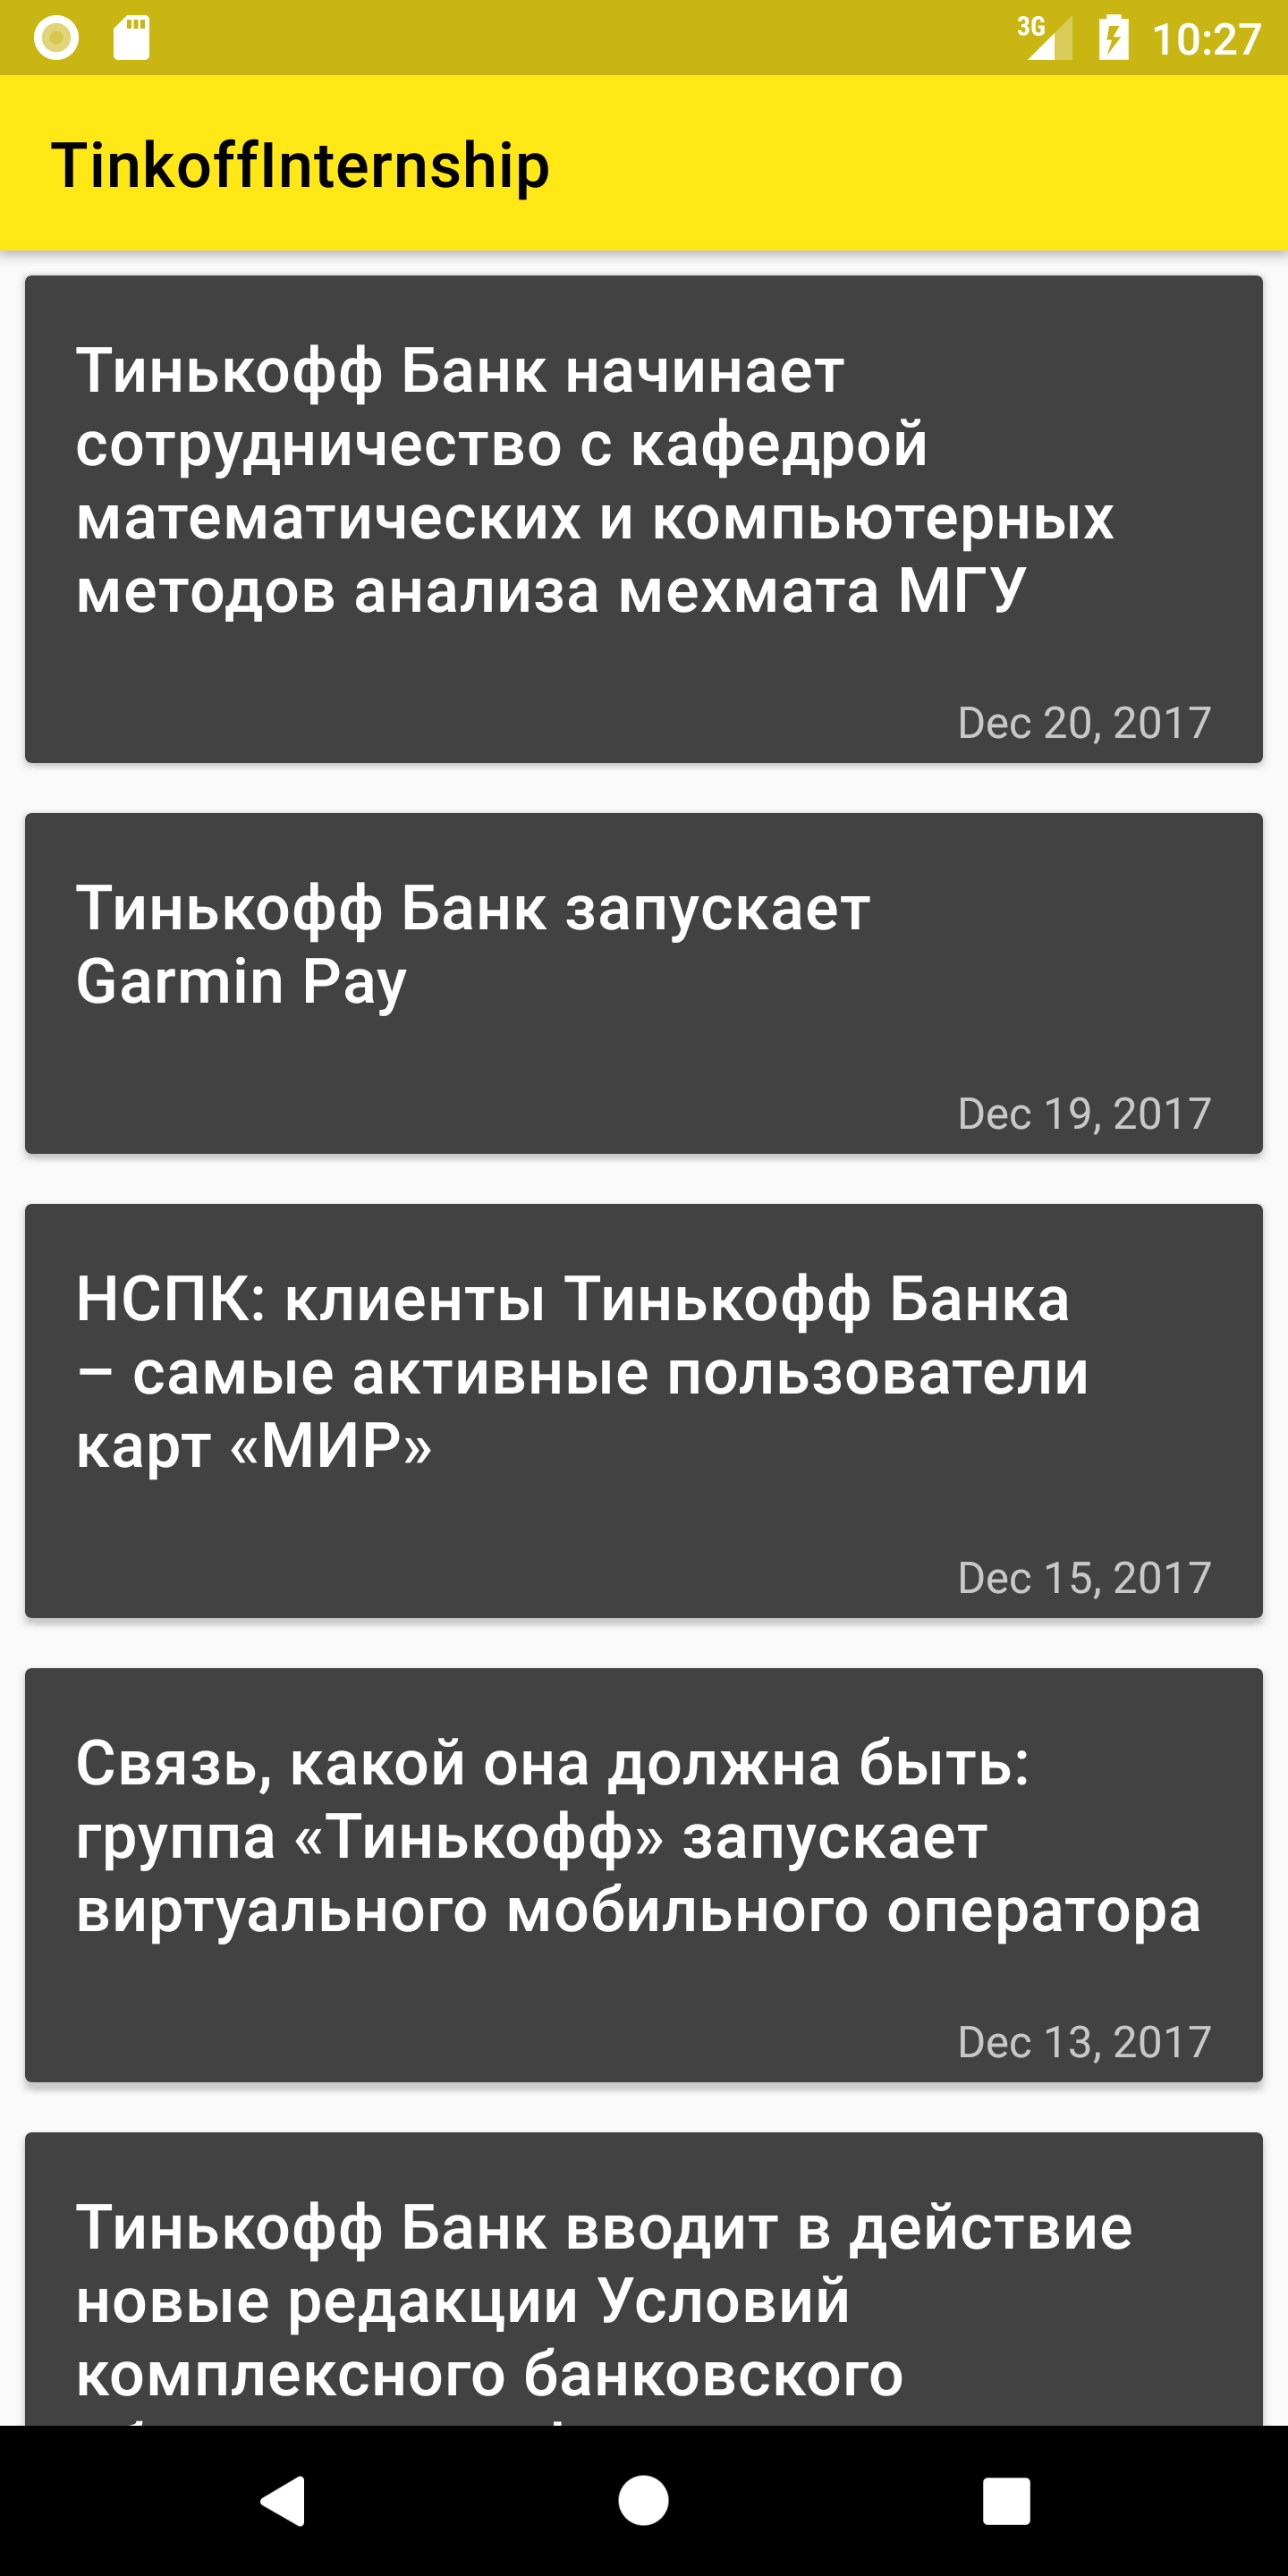 3G 10:27
TinkoffInternship
Тинькофф Банк начинает
сотрудничество с кафедрой
математических и компьютерных
методов анализа мехмата МГУ
Dec 20, 2017
Тинькофф Банк запускает
Garmin Pay
Dec 19, 2017
НСПК: клиенты Тинькофф Банка
– самые активные пользователи
карт «МИР»
Dec 15, 2017
Связь, какой она должна быть:
группа «Тинькофф» запускает
виртуального мобильного оператора
Dec 13, 2017
Тинькофф Банк вводит в действие
новые редакции Условий
комплексного банковского